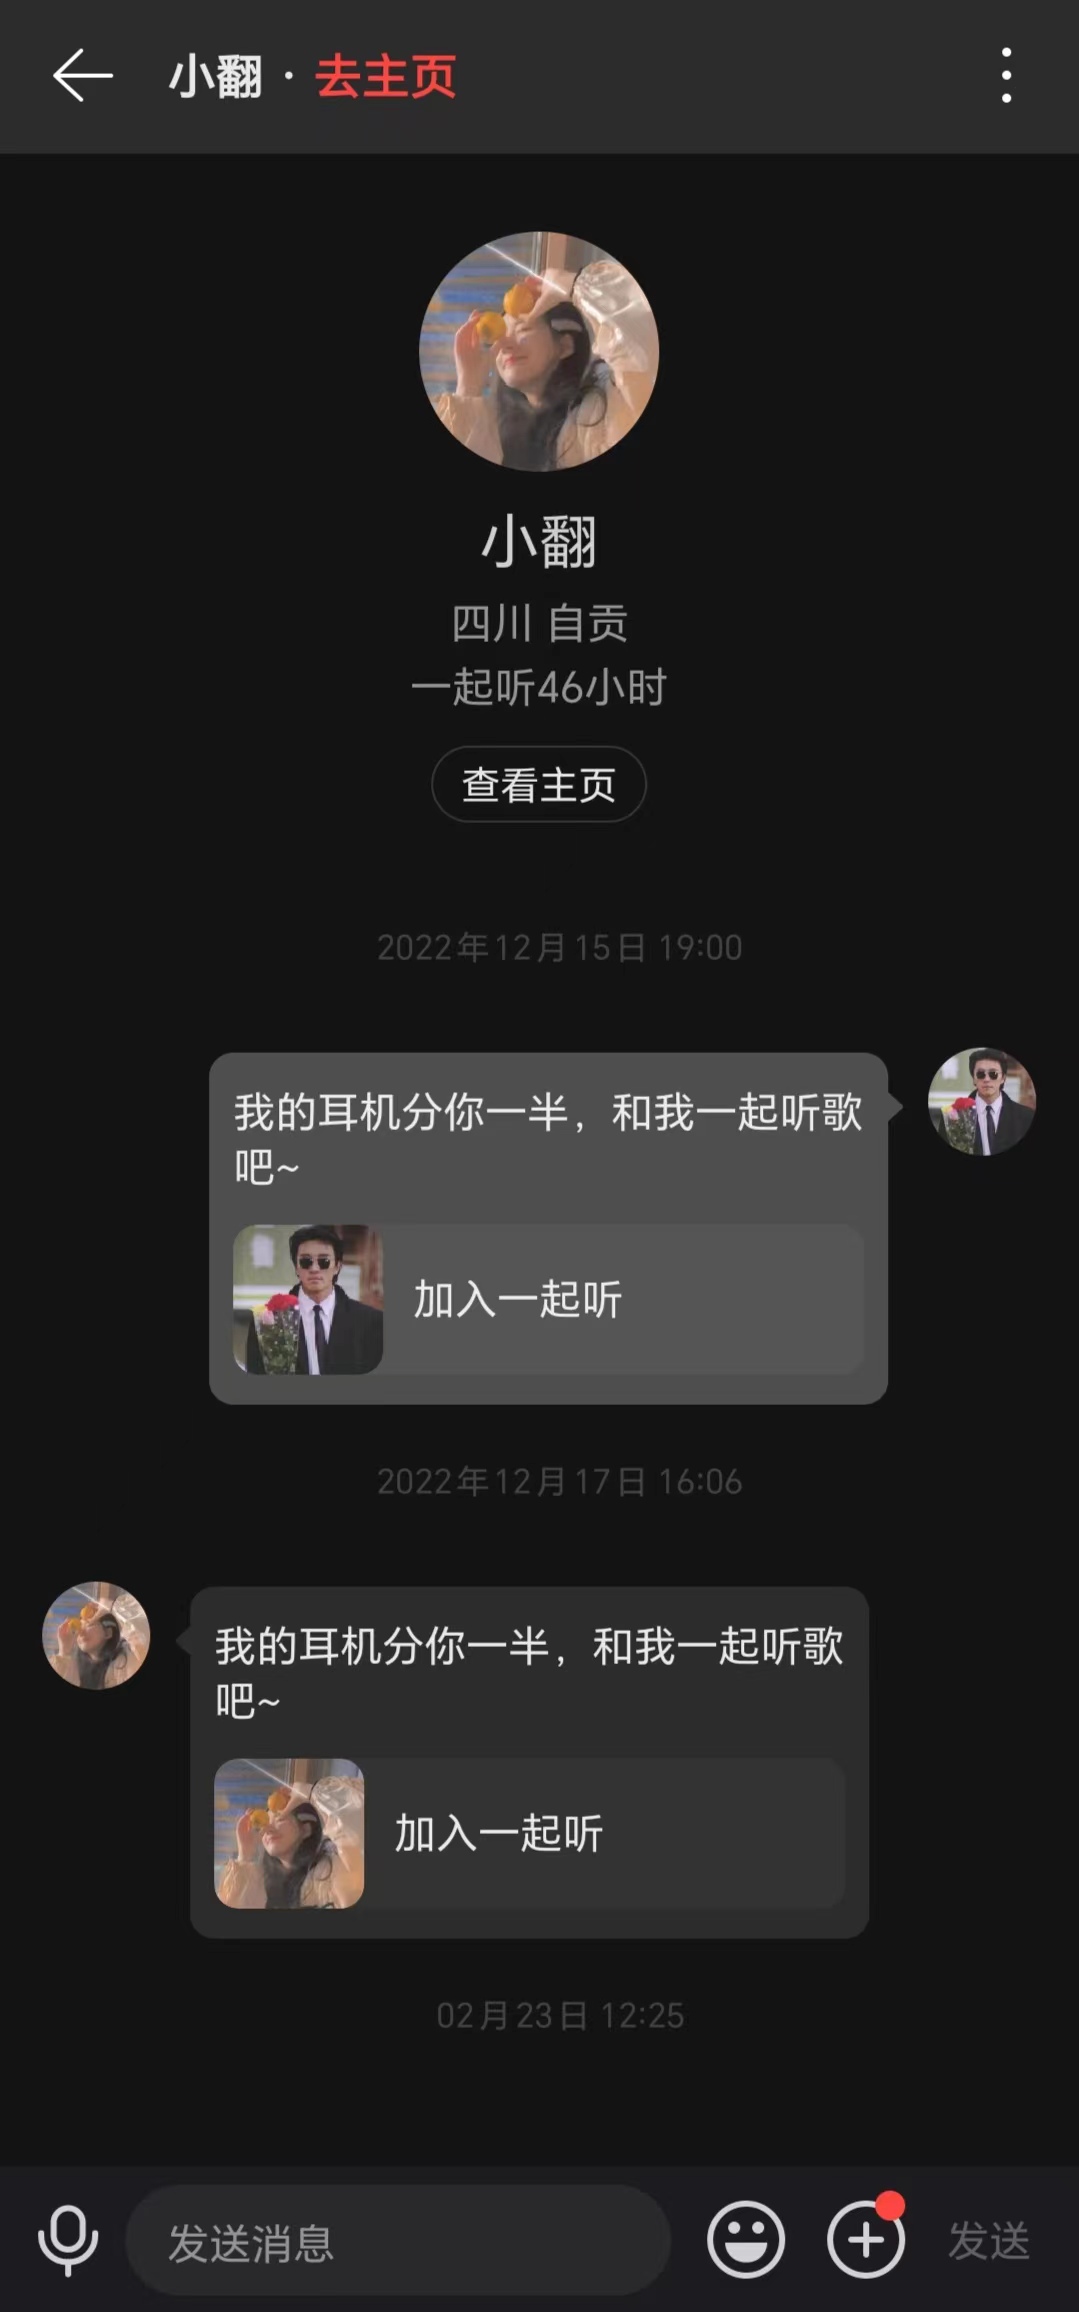 小翻 · 去主页
小翻
四川 自贡
一起听46小时
查看主页
2022年12月15日 19:00
我的耳机分你一半，和我一起听歌
吧~
加入一起听
2022年12月17日 16:06
我的耳机分你一半，和我一起听歌
吧~
加入一起听
02月23日 12:25
发送消息
发送